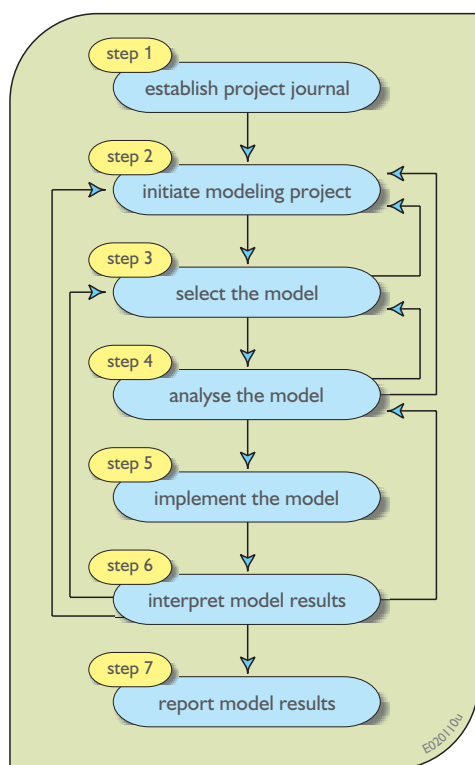 step 1
establish project journal
step 2
initiate modeling project
step 3
select the model
step 4
analyse the model
step 5
implement the model
step 6
interpret model results
step 7
report model results
E020110u